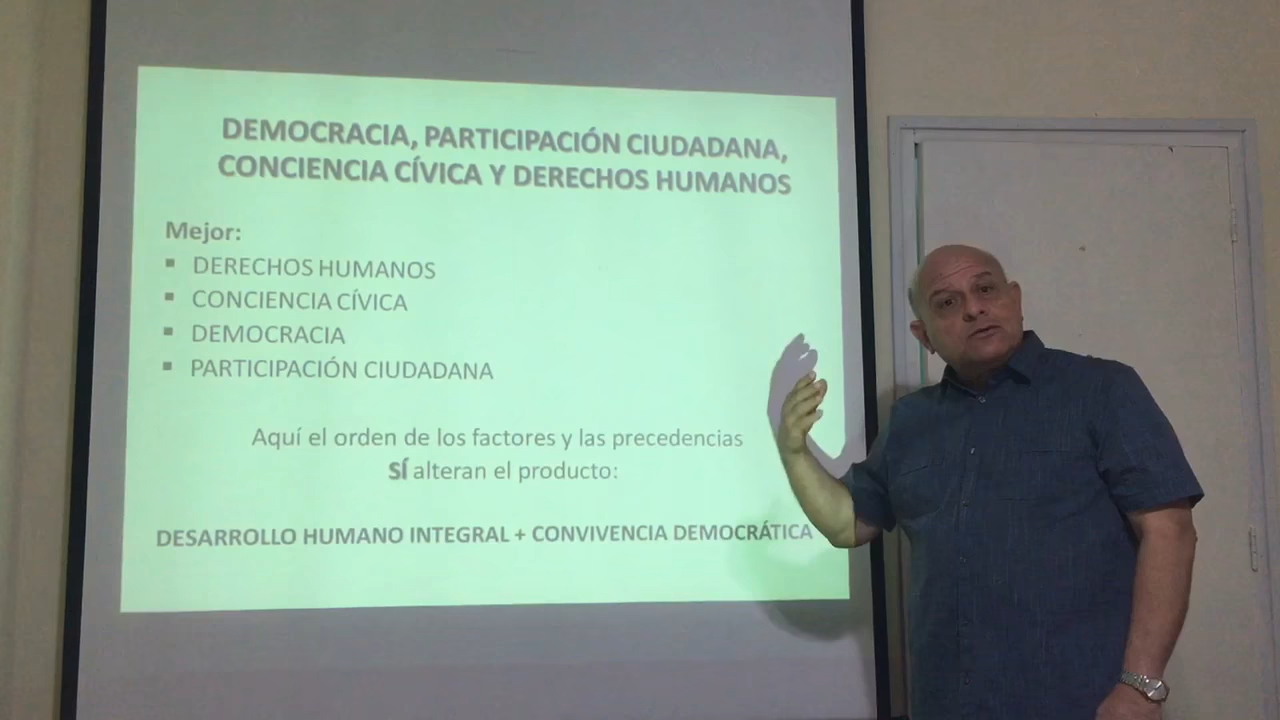 DEMOCRACIA, PARTICIPACIÓN CIUDADANA,
CONCIENCIA CÍVICA Y DERECHOS HUMANOS
Mejor:
▪ DERECHOS HUMANOS
▪ CONCIENCIA CÍVICA
▪ DEMOCRACIA
▪ PARTICIPACIÓN CIUDADANA
Aquí el orden de los factores y las precedencias
SÍ alteran el producto:
DESARROLLO HUMANO INTEGRAL + CONVIVENCIA DEMOCRÁTICA